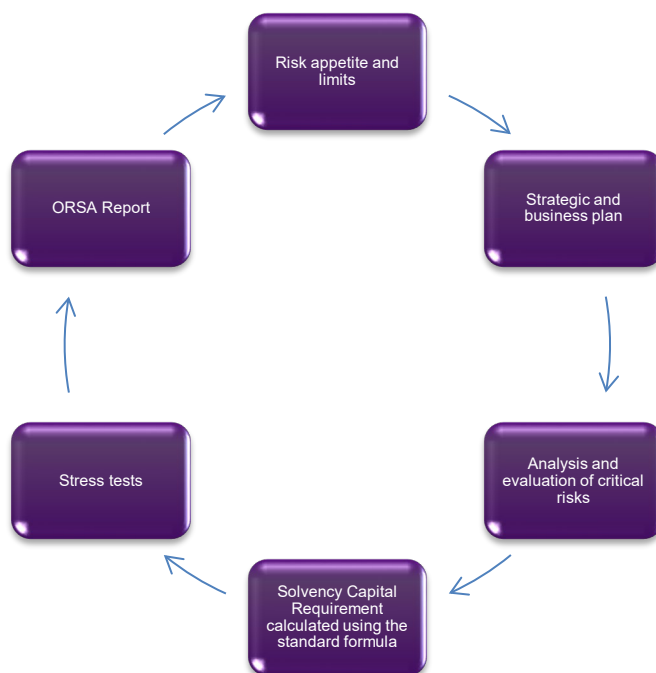 Risk appetite and
limits
Strategic and
business plan
Analysis and
evaluation of critical
risks
Solvency Capital
Requirement
calculated using the
standard formula
Stress tests
ORSA Report